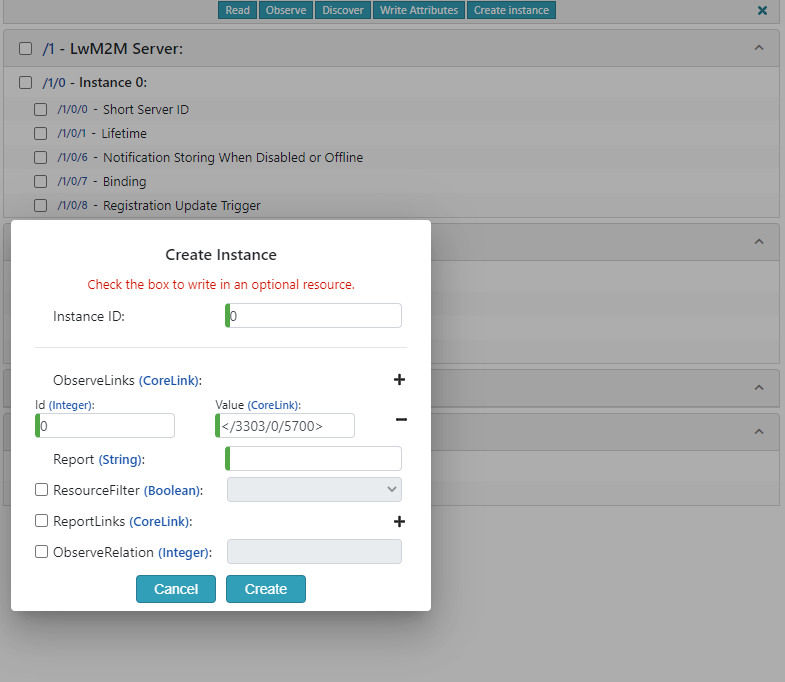 Read Observe Discover Write Attributes Create instance
/1 - LwM2M Server:
/1/0 - Instance 0:
/1/0/0 - Short Server ID
/1/0/1 - Lifetime
/1/0/6 - Notification Storing When Disabled or Offline
/1/0/7 - Binding
/1/0/8 - Registration Update Trigger
Create Instance
Check the box to write in an optional resource.
Instance ID: 0
ObserveLinks (CoreLink):
Id (Integer): Value (CoreLink):
0 </3303/0/5700>
Report (String):
ResourceFilter (Boolean):
ReportLinks (CoreLink):
ObserveRelation (Integer):
Cancel Create